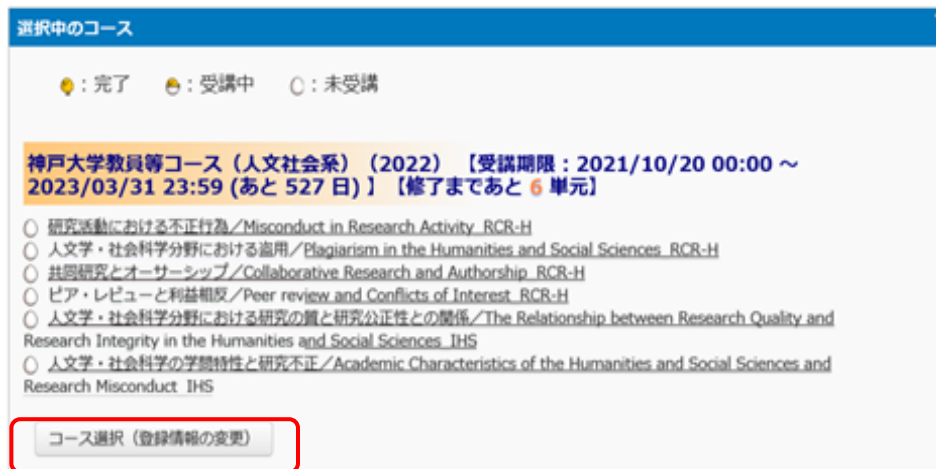 選択中のコース
：完了 ：受講中 ：未受講
神戸大学教員等コース（人文社会系）（2022）【受講期限：2021/10/20 00:00 ～
2023/03/31 23:59 (あと 527 日) 】【修了まであと 6 単元】
研究活動における不正行為／Misconduct in Research Activity_RCR-H
人文学・社会科学分野における盗用／Plagiarism in the Humanities and Social Sciences_RCR-H
共同研究とオーサーシップ／Collaborative Research and Authorship_RCR-H
ピア・レビューと利益相反／Peer review and Conflicts of Interest_RCR-H
人文学・社会科学分野における研究の質と研究公正性との関係／The Relationship between Research Quality and
Research Integrity in the Humanities and Social Sciences_IHS
人文学・社会科学の学問特性と研究不正／Academic Characteristics of the Humanities and Social Sciences and
Research Misconduct_IHS
コース選択（登録情報の変更）